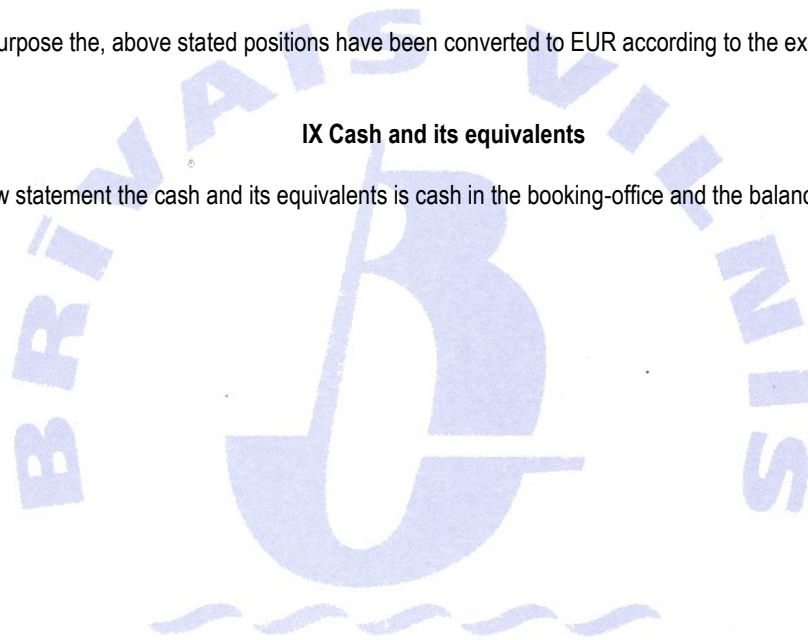 urpose the, above stated positions have been converted to EUR according to the ex
IX Cash and its equivalents
w statement the cash and its equivalents is cash in the booking-office and the balanc
BRĪVAIS VILNIS